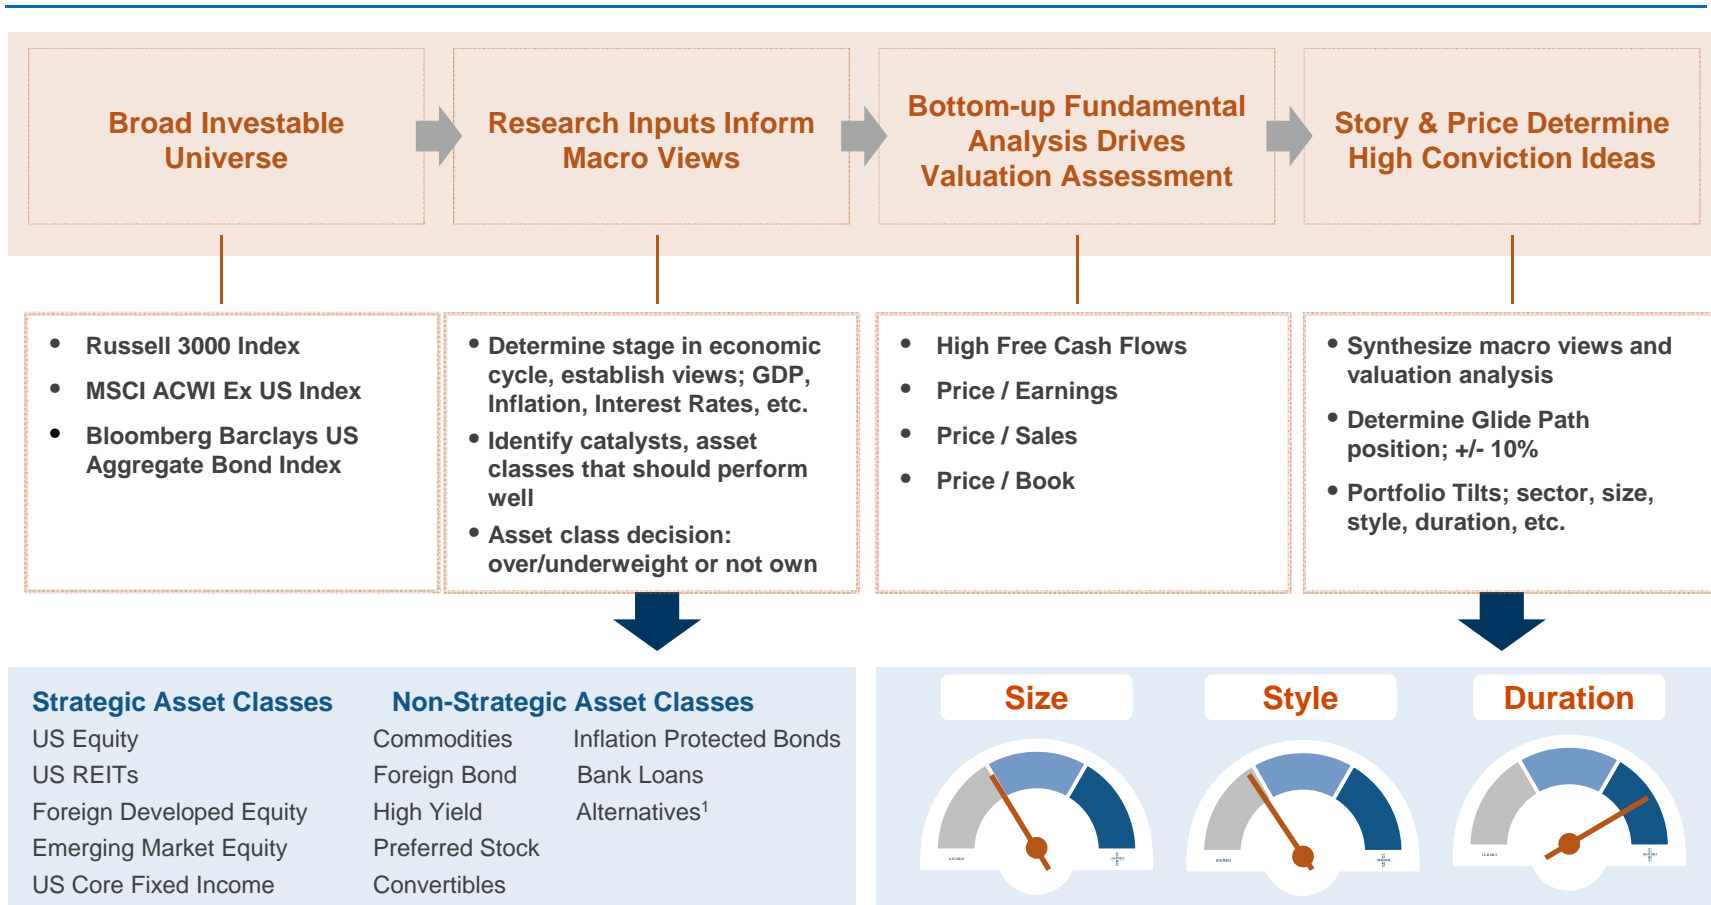 Broad Investable
Universe
Research Inputs Inform
Macro Views
Bottom-up Fundamental
Analysis Drives
Valuation Assessment
Story & Price Determine
High Conviction Ideas
• Russell 3000 Index
• MSCI ACWI Ex US Index
• Bloomberg Barclays US
Aggregate Bond Index
• Determine stage in economic
cycle, establish views; GDP,
Inflation, Interest Rates, etc.
• Identify catalysts, asset
classes that should perform
well
• Asset class decision:
over/underweight or not own
• High Free Cash Flows
• Price / Earnings
• Price / Sales
• Price / Book
• Synthesize macro views and
valuation analysis
• Determine Glide Path
position; +/- 10%
• Portfolio Tilts; sector, size,
style, duration, etc.
Strategic Asset Classes
US Equity
US REITs
Foreign Developed Equity
Emerging Market Equity
US Core Fixed Income
Non-Strategic Asset Classes
Commodities
Foreign Bond
High Yield
Preferred Stock
Convertibles
Inflation Protected Bonds
Bank Loans
Alternatives¹
Size
Style
Duration